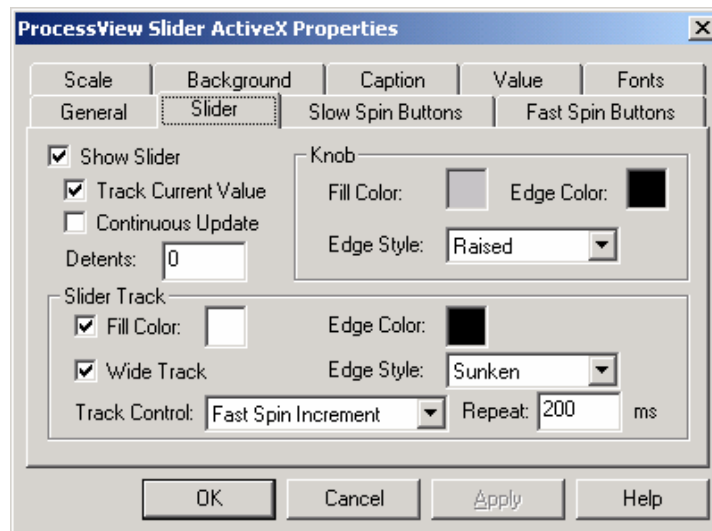 ProcessView Slider ActiveX Properties
Scale Background Caption Value Fonts
General Slider Slow Spin Buttons Fast Spin Buttons
Show Slider
Track Current Value
Continuous Update
Detents: 0
Knob
Fill Color: Edge Color:
Edge Style: Raised
Slider Track
Fill Color: Edge Color:
Wide Track Edge Style: Sunken
Track Control: Fast Spin Increment Repeat: 200 ms
OK Cancel Apply Help